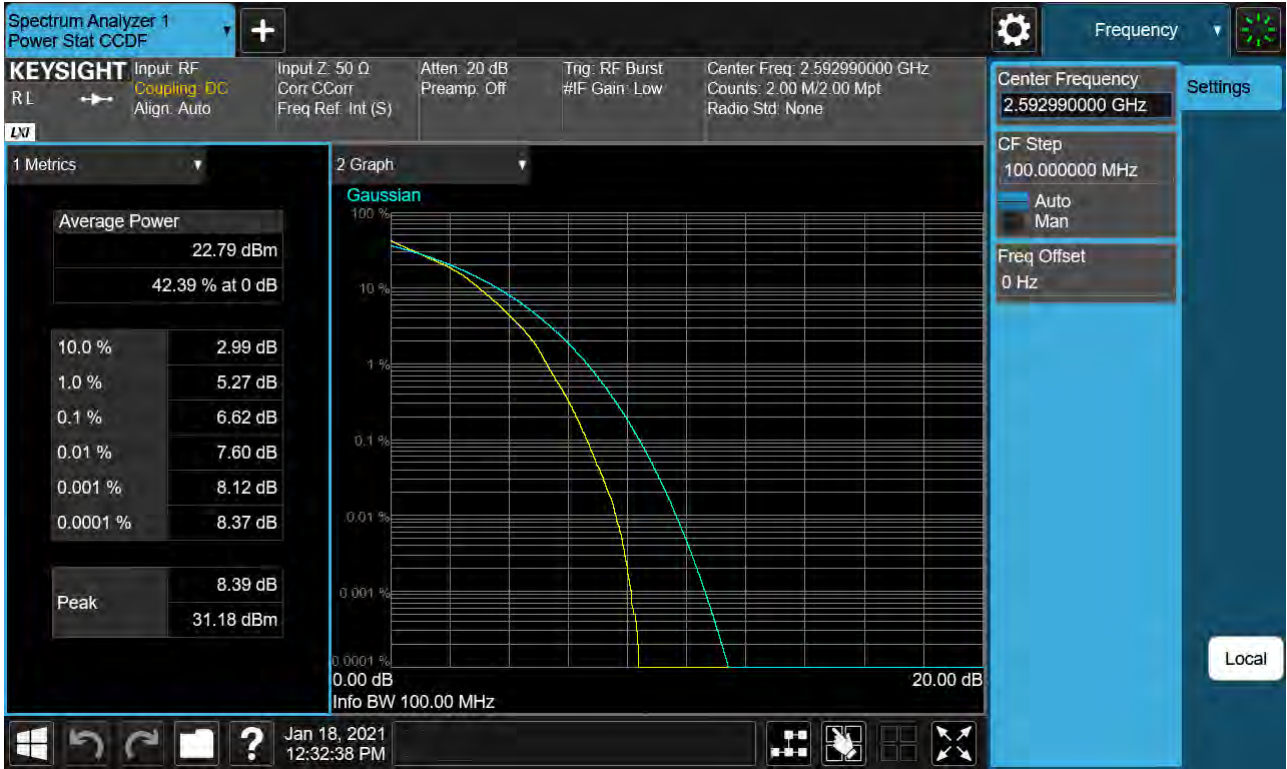 Spectrum Analyzer 1
Power Stat CCDF
+
Frequency
KEYSIGHT
R L
LXI
Input: RF
Coupling: DC
Align: Auto
Input Z: 50 Ω
Corr CCorr
Freq Ref: Int (S)
Atten: 20 dB
Preamp: Off
Trig: RF Burst
#IF Gain: Low
Center Freq: 2.592990000 GHz
Counts: 2.00 M/2.00 Mpt
Radio Std: None
Center Frequency
2.592990000 GHz
Settings
CF Step
100.000000 MHz
Auto
Man
Freq Offset
0 Hz
1 Metrics
Average Power
22.79 dBm
42.39 % at 0 dB
10.0 % 2.99 dB
1.0 % 5.27 dB
0.1 % 6.62 dB
0.01 % 7.60 dB
0.001 % 8.12 dB
0.0001 % 8.37 dB
Peak
8.39 dB
31.18 dBm
2 Graph
Gaussian
100 %
10 %
1 %
0.1 %
0.01 %
0.001 %
0.0001 %
0.00 dB
20.00 dB
Info BW 100.00 MHz
Local
?
Jan 18, 2021
12:32:38 PM